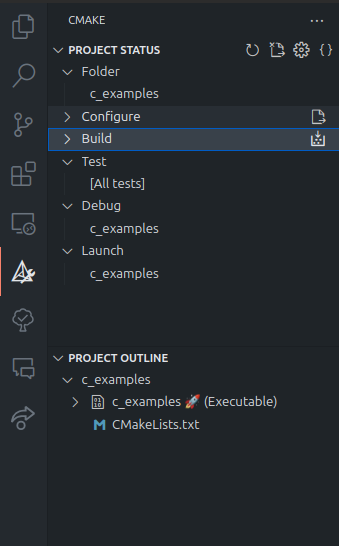 CMAKE
PROJECT STATUS
Folder
c_examples
Configure
Build
Test
[All tests]
Debug
c_examples
Launch
c_examples
PROJECT OUTLINE
c_examples
c_examples 🚀 (Executable)
CMakeLists.txt